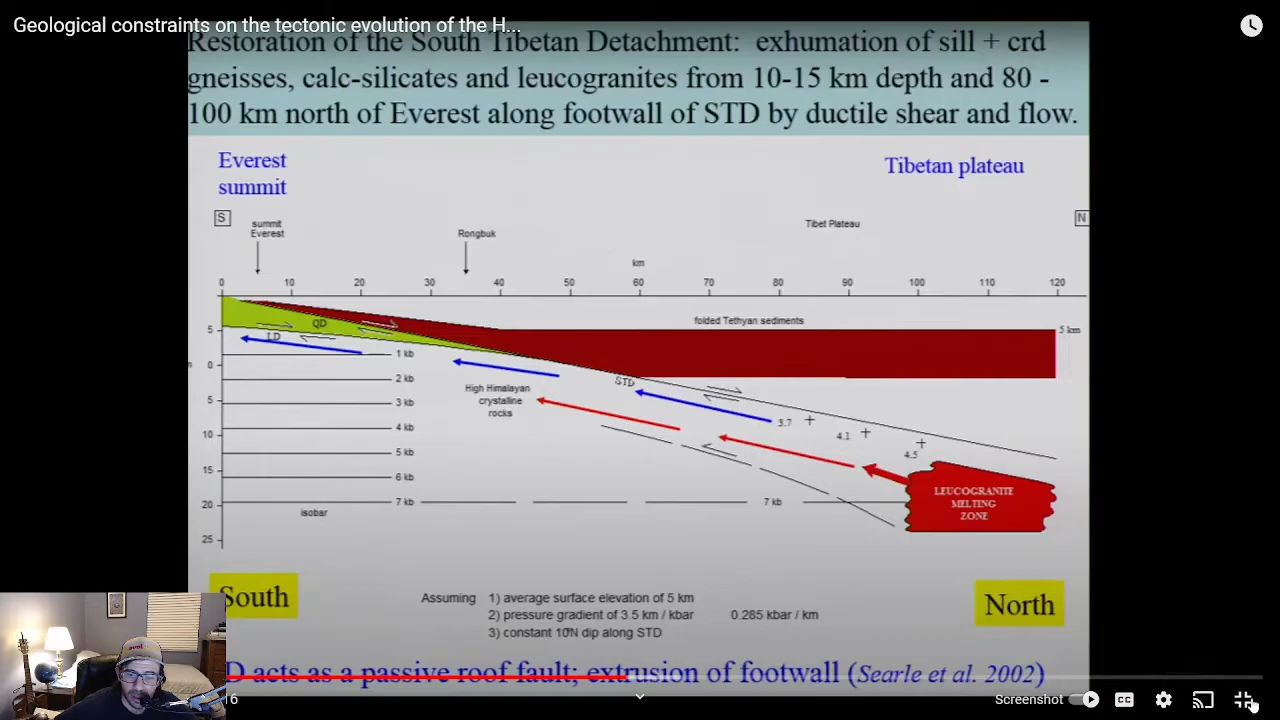 Geological constraints on the tectonic evolution of the H...
Restoration of the South Tibetan Detachment: exhumation of sill + crd
gneisses, calc-silicates and leucogranites from 10-15 km depth and 80 -
100 km north of Everest along footwall of STD by ductile shear and flow.
Everest
summit
Tibetan plateau
S
N
summit
Everest
Rongbuk
Tibet Plateau
km
0 10 20 30 40 50 60 70 80 90 100 110 120
QD
LD
folded Tethyan sediments
5 km
5
0
5
10
15
20
25
1 kb
2 kb
3 kb
4 kb
5 kb
6 kb
7 kb
7 kb
isobar
High Himalayan
crystalline
rocks
STD
3.7
4.1
4.5
LEUCOGRANITE
MELTING
ZONE
South
North
Assuming 1) average surface elevation of 5 km
2) pressure gradient of 3.5 km / kbar 0.285 kbar / km
3) constant 10°N dip along STD
D acts as a passive roof fault; extrusion of footwall (Searle et al. 2002)
6
Screenshot
CC